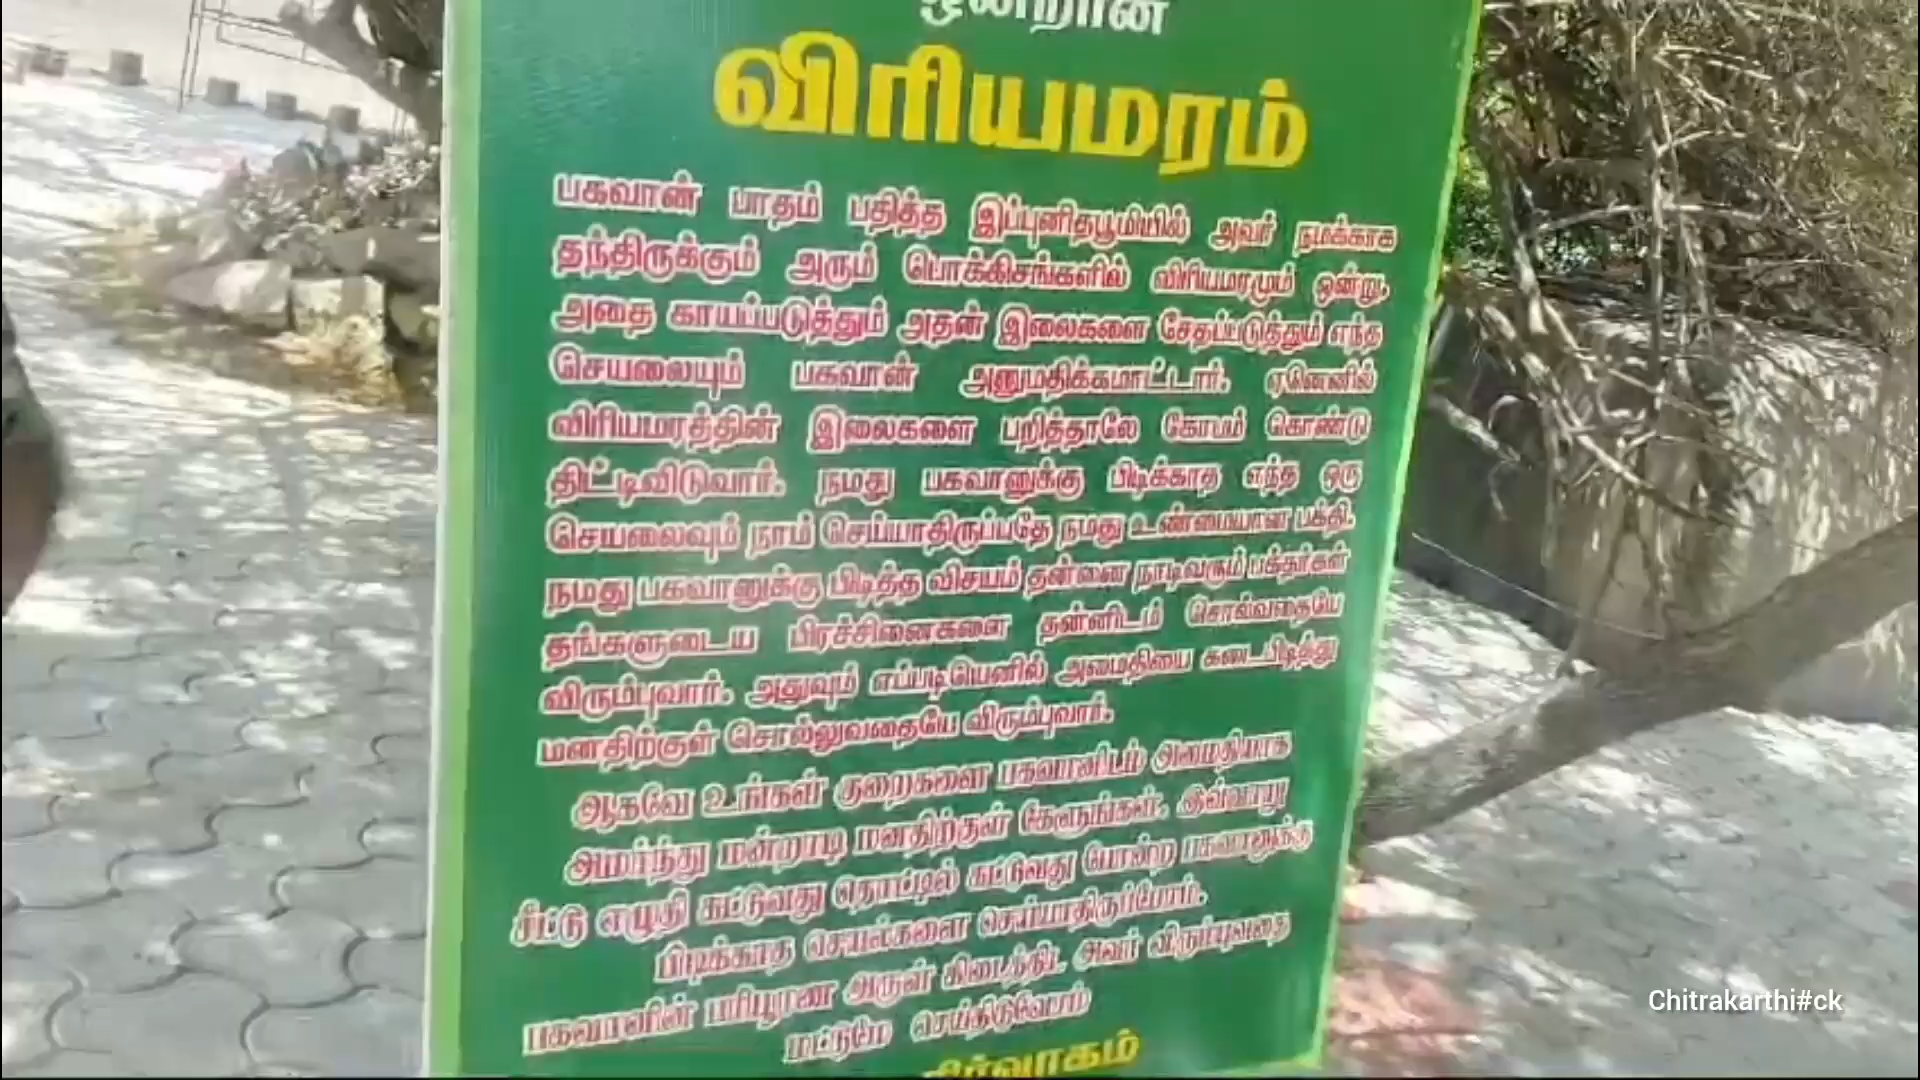 ஒன்றான
விரியமரம்
பகவான் பாதம் பதித்த இப்புனிதபூமியில் அவர் நமக்காக
தந்திருக்கும் அரும் பொக்கிசங்களில் விரியமரமும் ஒன்று.
அதை காயப்படுத்தும் அதன் இலைகளை சேதப்படுத்தும் எந்த
செயலையும் பகவான் அனுமதிக்கமாட்டார். ஏனெனில்
விரியமரத்தின் இலைகளை பறித்தாலே கோபம் கொண்டு
திட்டிவிடுவார். நமது பகவானுக்கு பிடிக்காத எந்த ஒரு
செயலைவும் நாம் செய்யாதிருப்பதே நமது உண்மையான பக்தி.
நமது பகவானுக்கு பிடித்த விசயம் தன்னை நாடிவரும் பக்தர்கள்
தங்களுடைய பிரச்சினைகளை தன்னிடம் சொல்வதையே
விரும்புவார். அதுவும் எப்படியெனில் அமைதியை கடைபிடித்து
மனதிற்குள் சொல்லுவதையே விரும்புவார்.
ஆகவே உங்கள் குறைகளை பகவானிடம் அமைதியாக
அமர்ந்து மன்றாடி மனதிற்குள் கேளுங்கள். இவ்வாறு
சீட்டு எழுதி கட்டுவது தொட்டில் கட்டுவது போன்ற பகவானுக்கு
பிடிக்காத செயல்களை செய்யாதிருப்போம்.
பகவானின் பரிபூரண அருள் கிடைத்திட அவர் விரும்புவதை
மட்டுமே செய்திடுவோம்
நிர்வாகம்
Chitrakarthi#ck